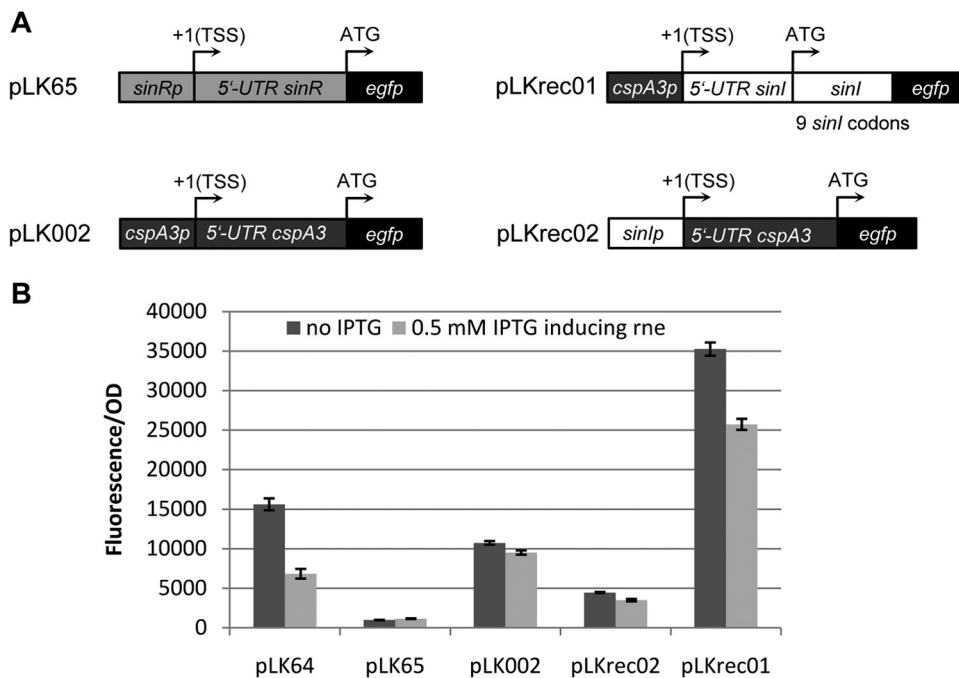 A
pLK65
+1(TSS)
ATG
sinRp
5'-UTR sinR
egfp
pLKrec01
+1(TSS)
ATG
cspA3p
5'-UTR sinI
sinI
egfp
9 sinI codons
pLK002
+1(TSS)
ATG
cspA3p
5'-UTR cspA3
egfp
pLKrec02
+1(TSS)
ATG
sinIp
5'-UTR cspA3
egfp
B
no IPTG
0.5 mM IPTG inducing rne
Fluorescence/OD
40000
35000
30000
25000
20000
15000
10000
5000
0
pLK64
pLK65
pLK002
pLKrec02
pLKrec01